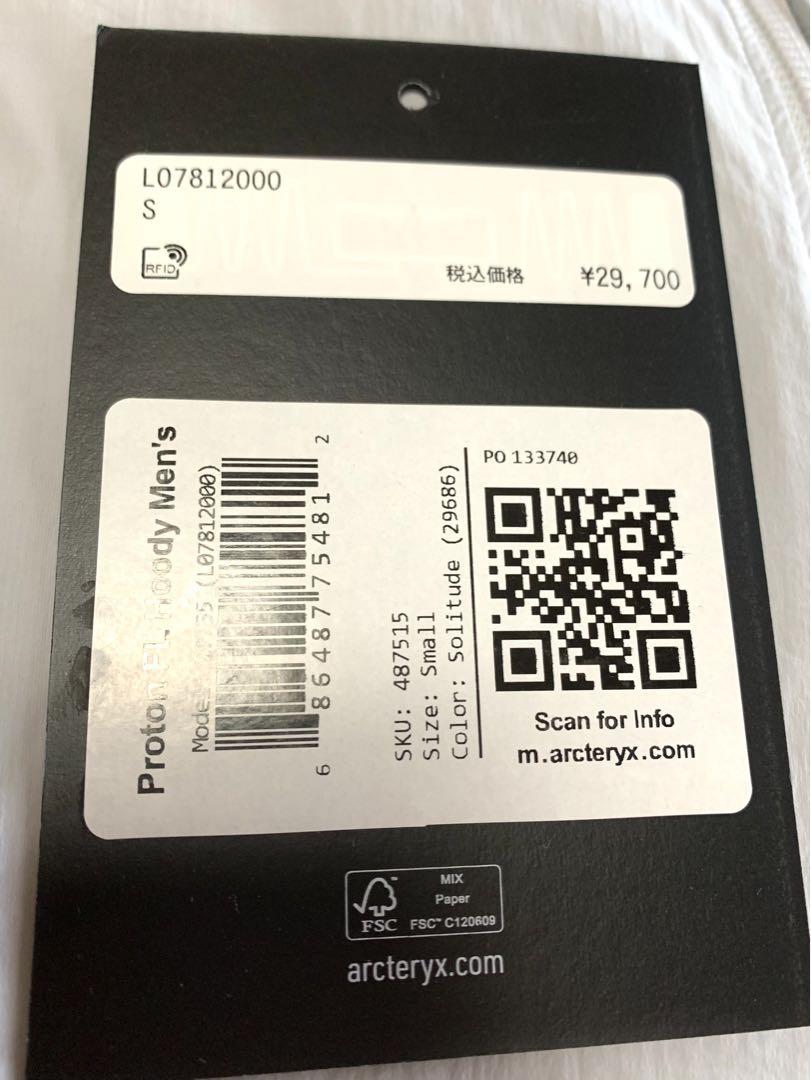 L07812000
S
RFID
税込価格 ¥29,700
Proton FL Hoody Men's
(L07812000)
6 86487 75481 2
SKU: 487515
Size: Small
Color: Solitude (29686)
PO 133740
Scan for Info
m.arcteryx.com
FSC™
MIX
Paper
FSC™ C120609
arcteryx.com